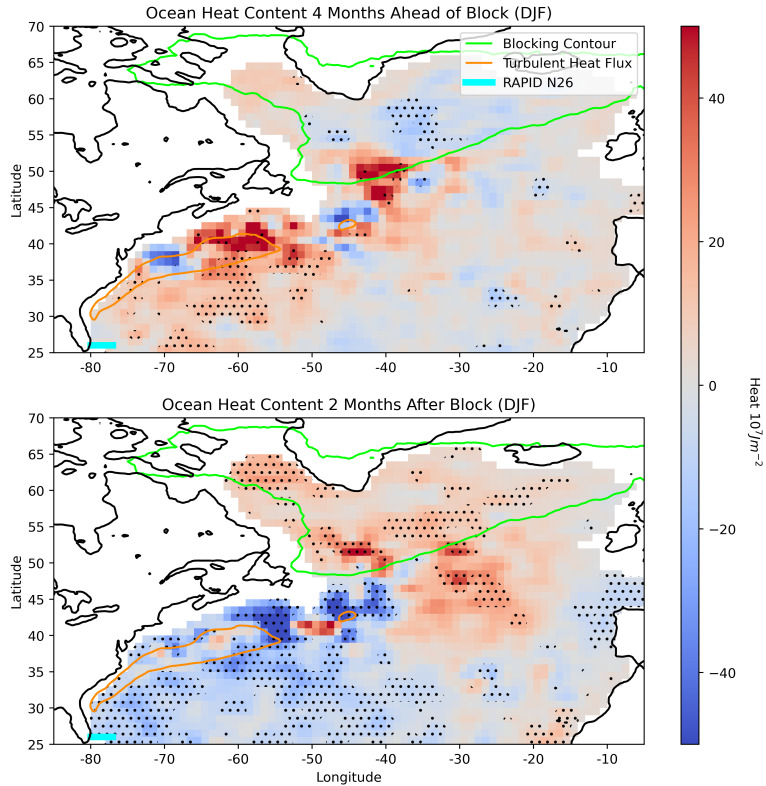 Ocean Heat Content 4 Months Ahead of Block (DJF)
70
65
60
55
50
45
40
35
30
25
Latitude
Blocking Contour
Turbulent Heat Flux
RAPID N26
-80 -70 -60 -50 -40 -30 -20 -10
Ocean Heat Content 2 Months After Block (DJF)
70
65
60
55
50
45
40
35
30
25
Latitude
-80 -70 -60 -50 -40 -30 -20 -10
Longitude
40
20
0
−20
−40
Heat 10⁷Jm⁻²